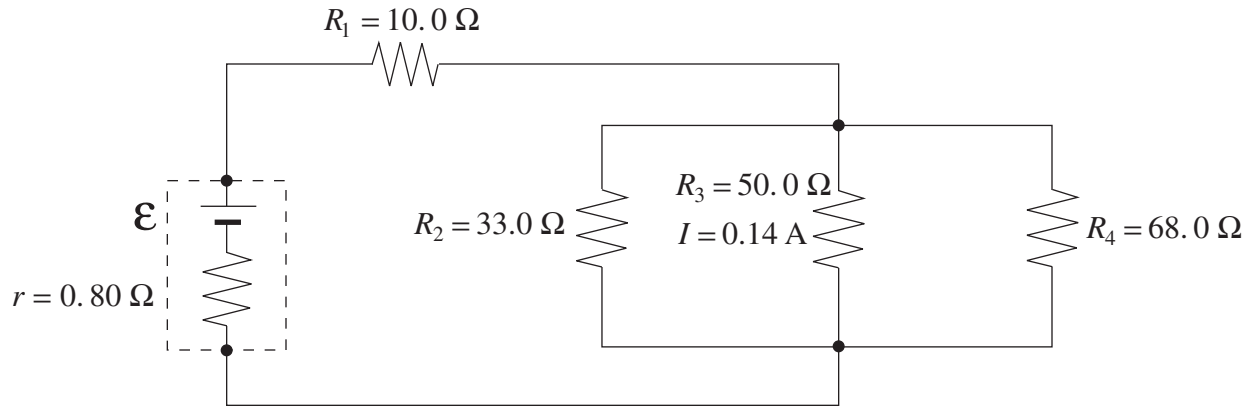 R₁ = 10.0 Ω
ε
r = 0.80 Ω
R₂ = 33.0 Ω
R₃ = 50.0 Ω
I = 0.14 A
R₄ = 68.0 Ω